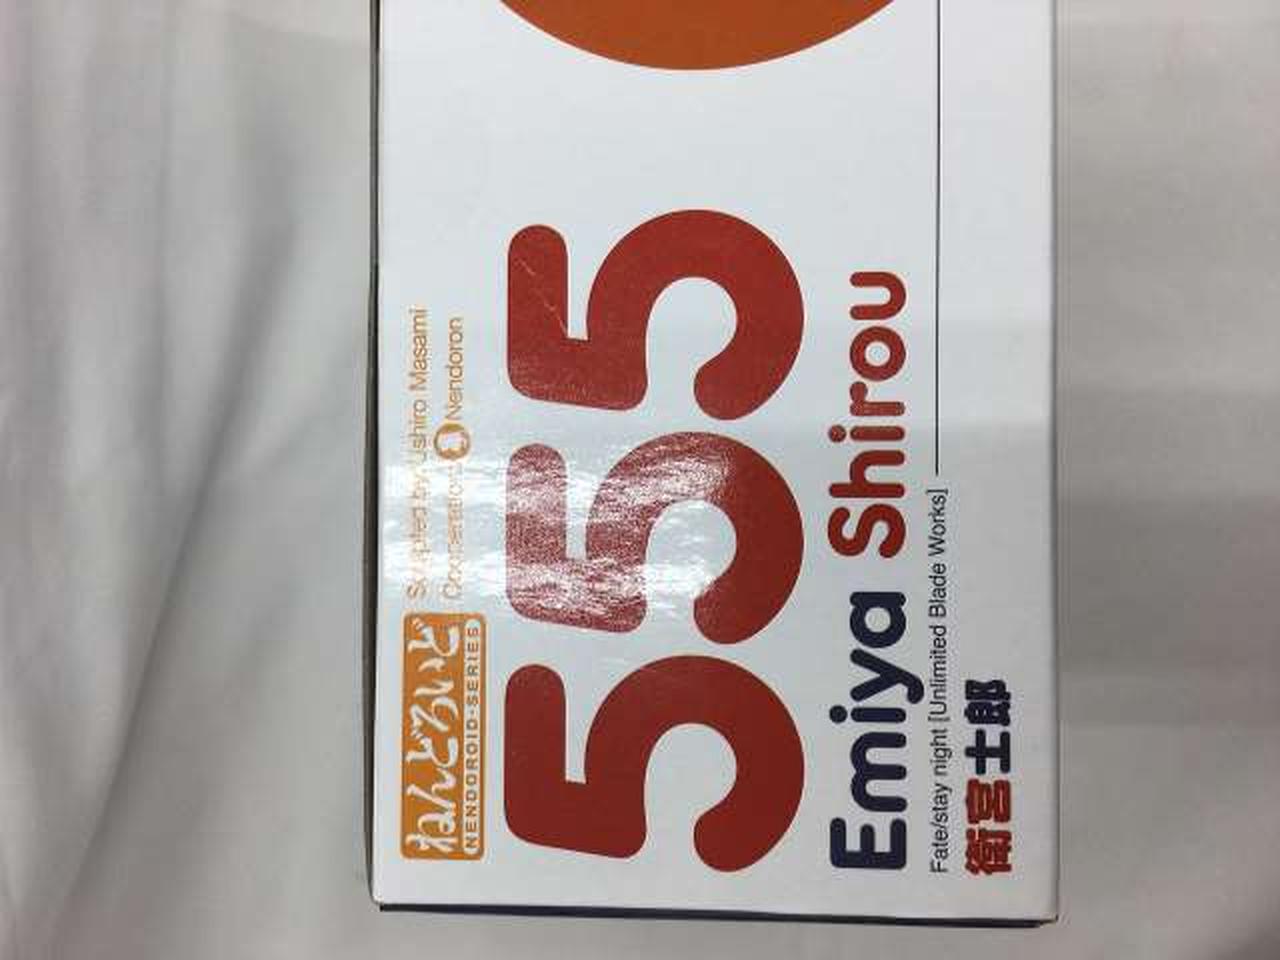 ねんどろいど
NENDOROID-SERIES
Sculpted by yushiro Masami
Cooperation Nendoron
555
Emiya Shirou
Fate/stay night [Unlimited Blade Works]
衛宮士郎